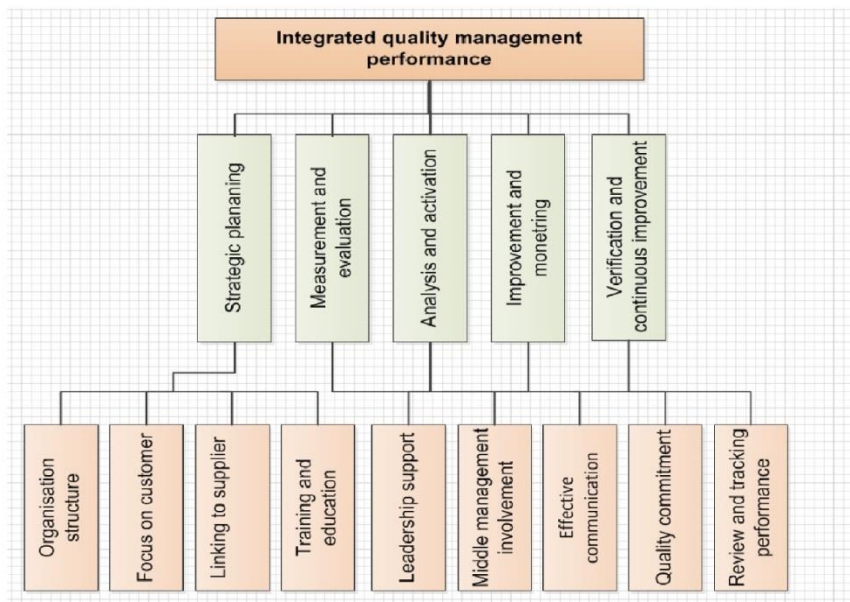 Integrated quality management
performance
Strategic plananing
Measurement and
evaluation
Analysis and activation
Improvement and
monetring
Verification and
continuous improvement
Organisation
structure
Focus on customer
Linking to supplier
Training and
education
Leadership support
Middle management
involvement
Effective
communication
Quality commitment
Review and tracking
performance